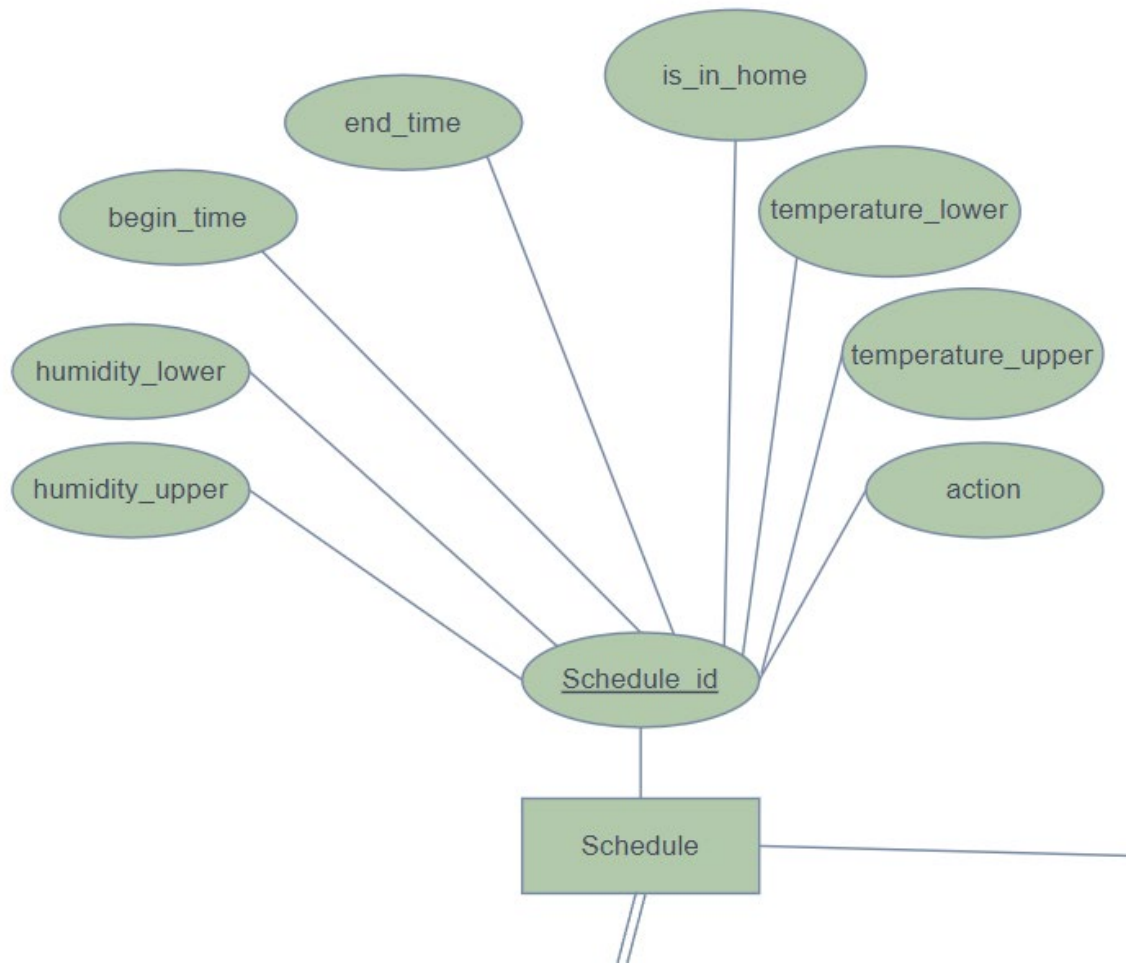 is_in_home
end_time
temperature_lower
begin_time
temperature_upper
humidity_lower
humidity_upper
action
Schedule_id
Schedule